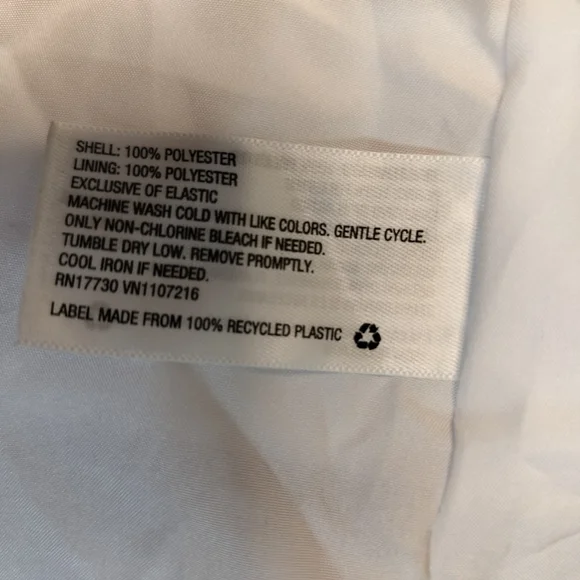 SHELL: 100% POLYESTER
LINING: 100% POLYESTER
EXCLUSIVE OF ELASTIC
MACHINE WASH COLD WITH LIKE COLORS. GENTLE CYCLE.
ONLY NON-CHLORINE BLEACH IF NEEDED.
TUMBLE DRY LOW. REMOVE PROMPTLY.
COOL IRON IF NEEDED.
RN17730 VN1107216
LABEL MADE FROM 100% RECYCLED PLASTIC